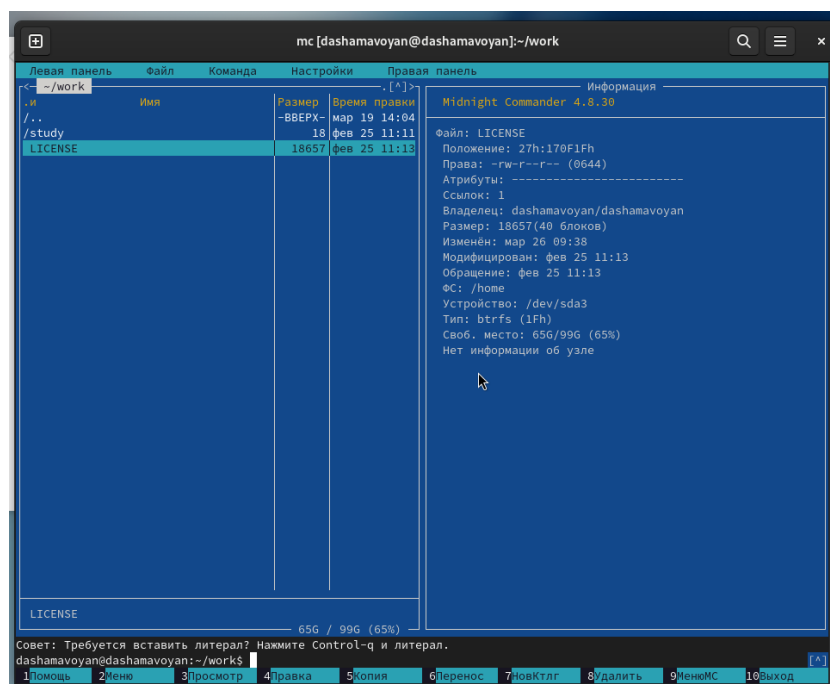 mc [dashamavoyan@dashamavoyan]:~/work
Левая панель Файл Команда Настройки Правая панель
<- ~/work .[^]>
.и Имя Размер Время правки
/.. -ВВЕРХ- мар 19 14:04
/study 18 фев 25 11:11
LICENSE 18657 фев 25 11:13
LICENSE
65G / 99G (65%)
Информация
Midnight Commander 4.8.30
Файл: LICENSE
Положение: 27h:170F1Fh
Права: -rw-r--r-- (0644)
Атрибуты: -------------------------
Ссылок: 1
Владелец: dashamavoyan/dashamavoyan
Размер: 18657(40 блоков)
Изменён: мар 26 09:38
Модифицирован: фев 25 11:13
Обращение: фев 25 11:13
ФС: /home
Устройство: /dev/sda3
Тип: btrfs (1Fh)
Своб. место: 65G/99G (65%)
Нет информации об узле
Совет: Требуется вставить литерал? Нажмите Control-q и литерал.
dashamavoyan@dashamavoyan:~/work$ [^]
1Помощь 2Меню 3Просмотр 4Правка 5Копия 6Перенос 7НовКтлг 8Удалить 9МенюМС 10Выход